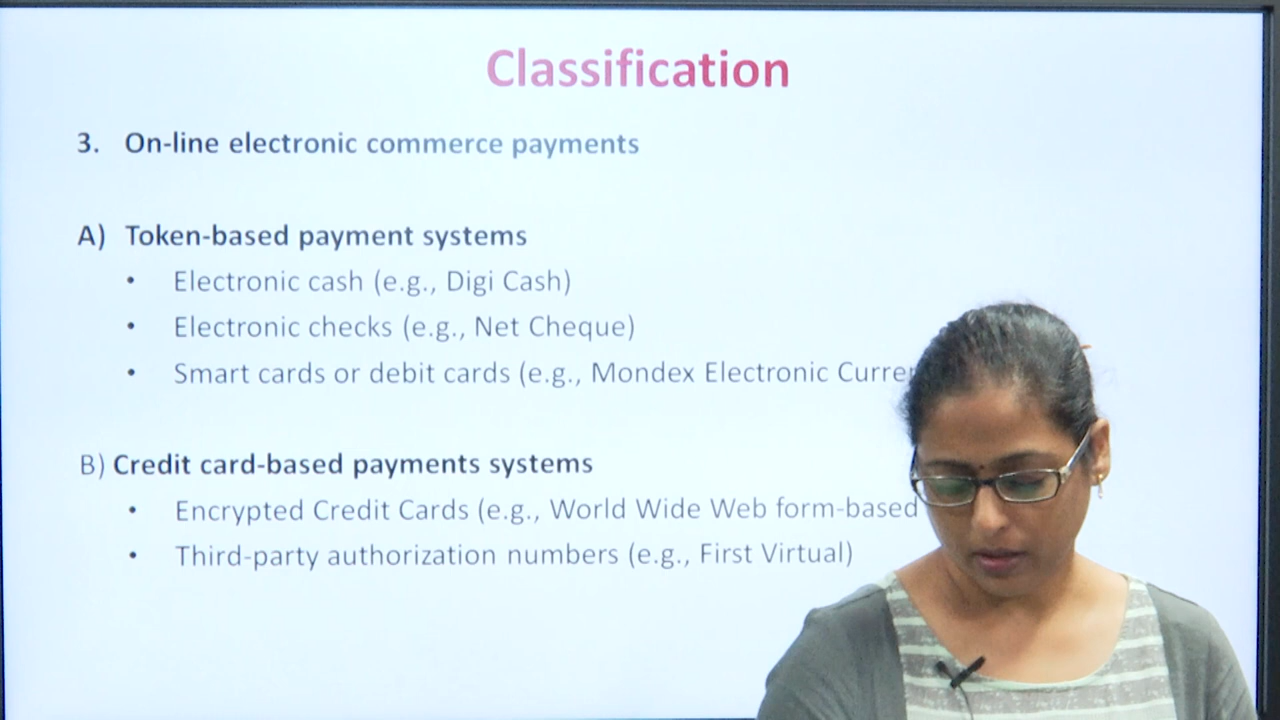 Classification
3. On-line electronic commerce payments
A) Token-based payment systems
• Electronic cash (e.g., Digi Cash)
• Electronic checks (e.g., Net Cheque)
• Smart cards or debit cards (e.g., Mondex Electronic
B) Credit card-based payments systems
• Encrypted Credit Cards (e.g., World Wide Web form-based
• Third-party authorization numbers (e.g., First Virtual)